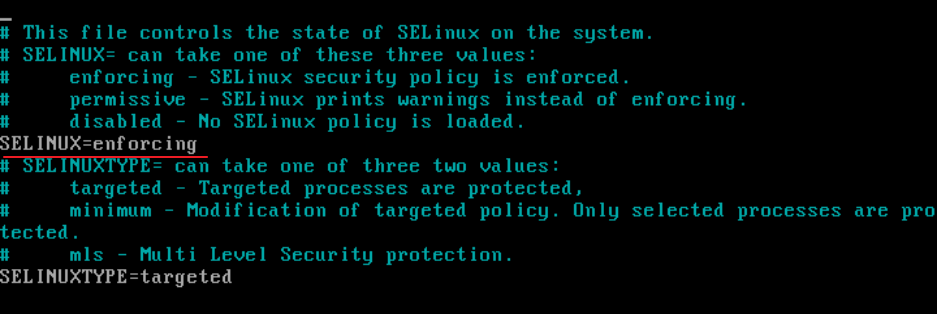 # This file controls the state of SELinux on the system.
# SELINUX= can take one of these three values:
#     enforcing - SELinux security policy is enforced.
#     permissive - SELinux prints warnings instead of enforcing.
#     disabled - No SELinux policy is loaded.
SELINUX=enforcing
# SELINUXTYPE= can take one of three two values:
#     targeted - Targeted processes are protected,
#     minimum - Modification of targeted policy. Only selected processes are pro
tected.
#     mls - Multi Level Security protection.
SELINUXTYPE=targeted